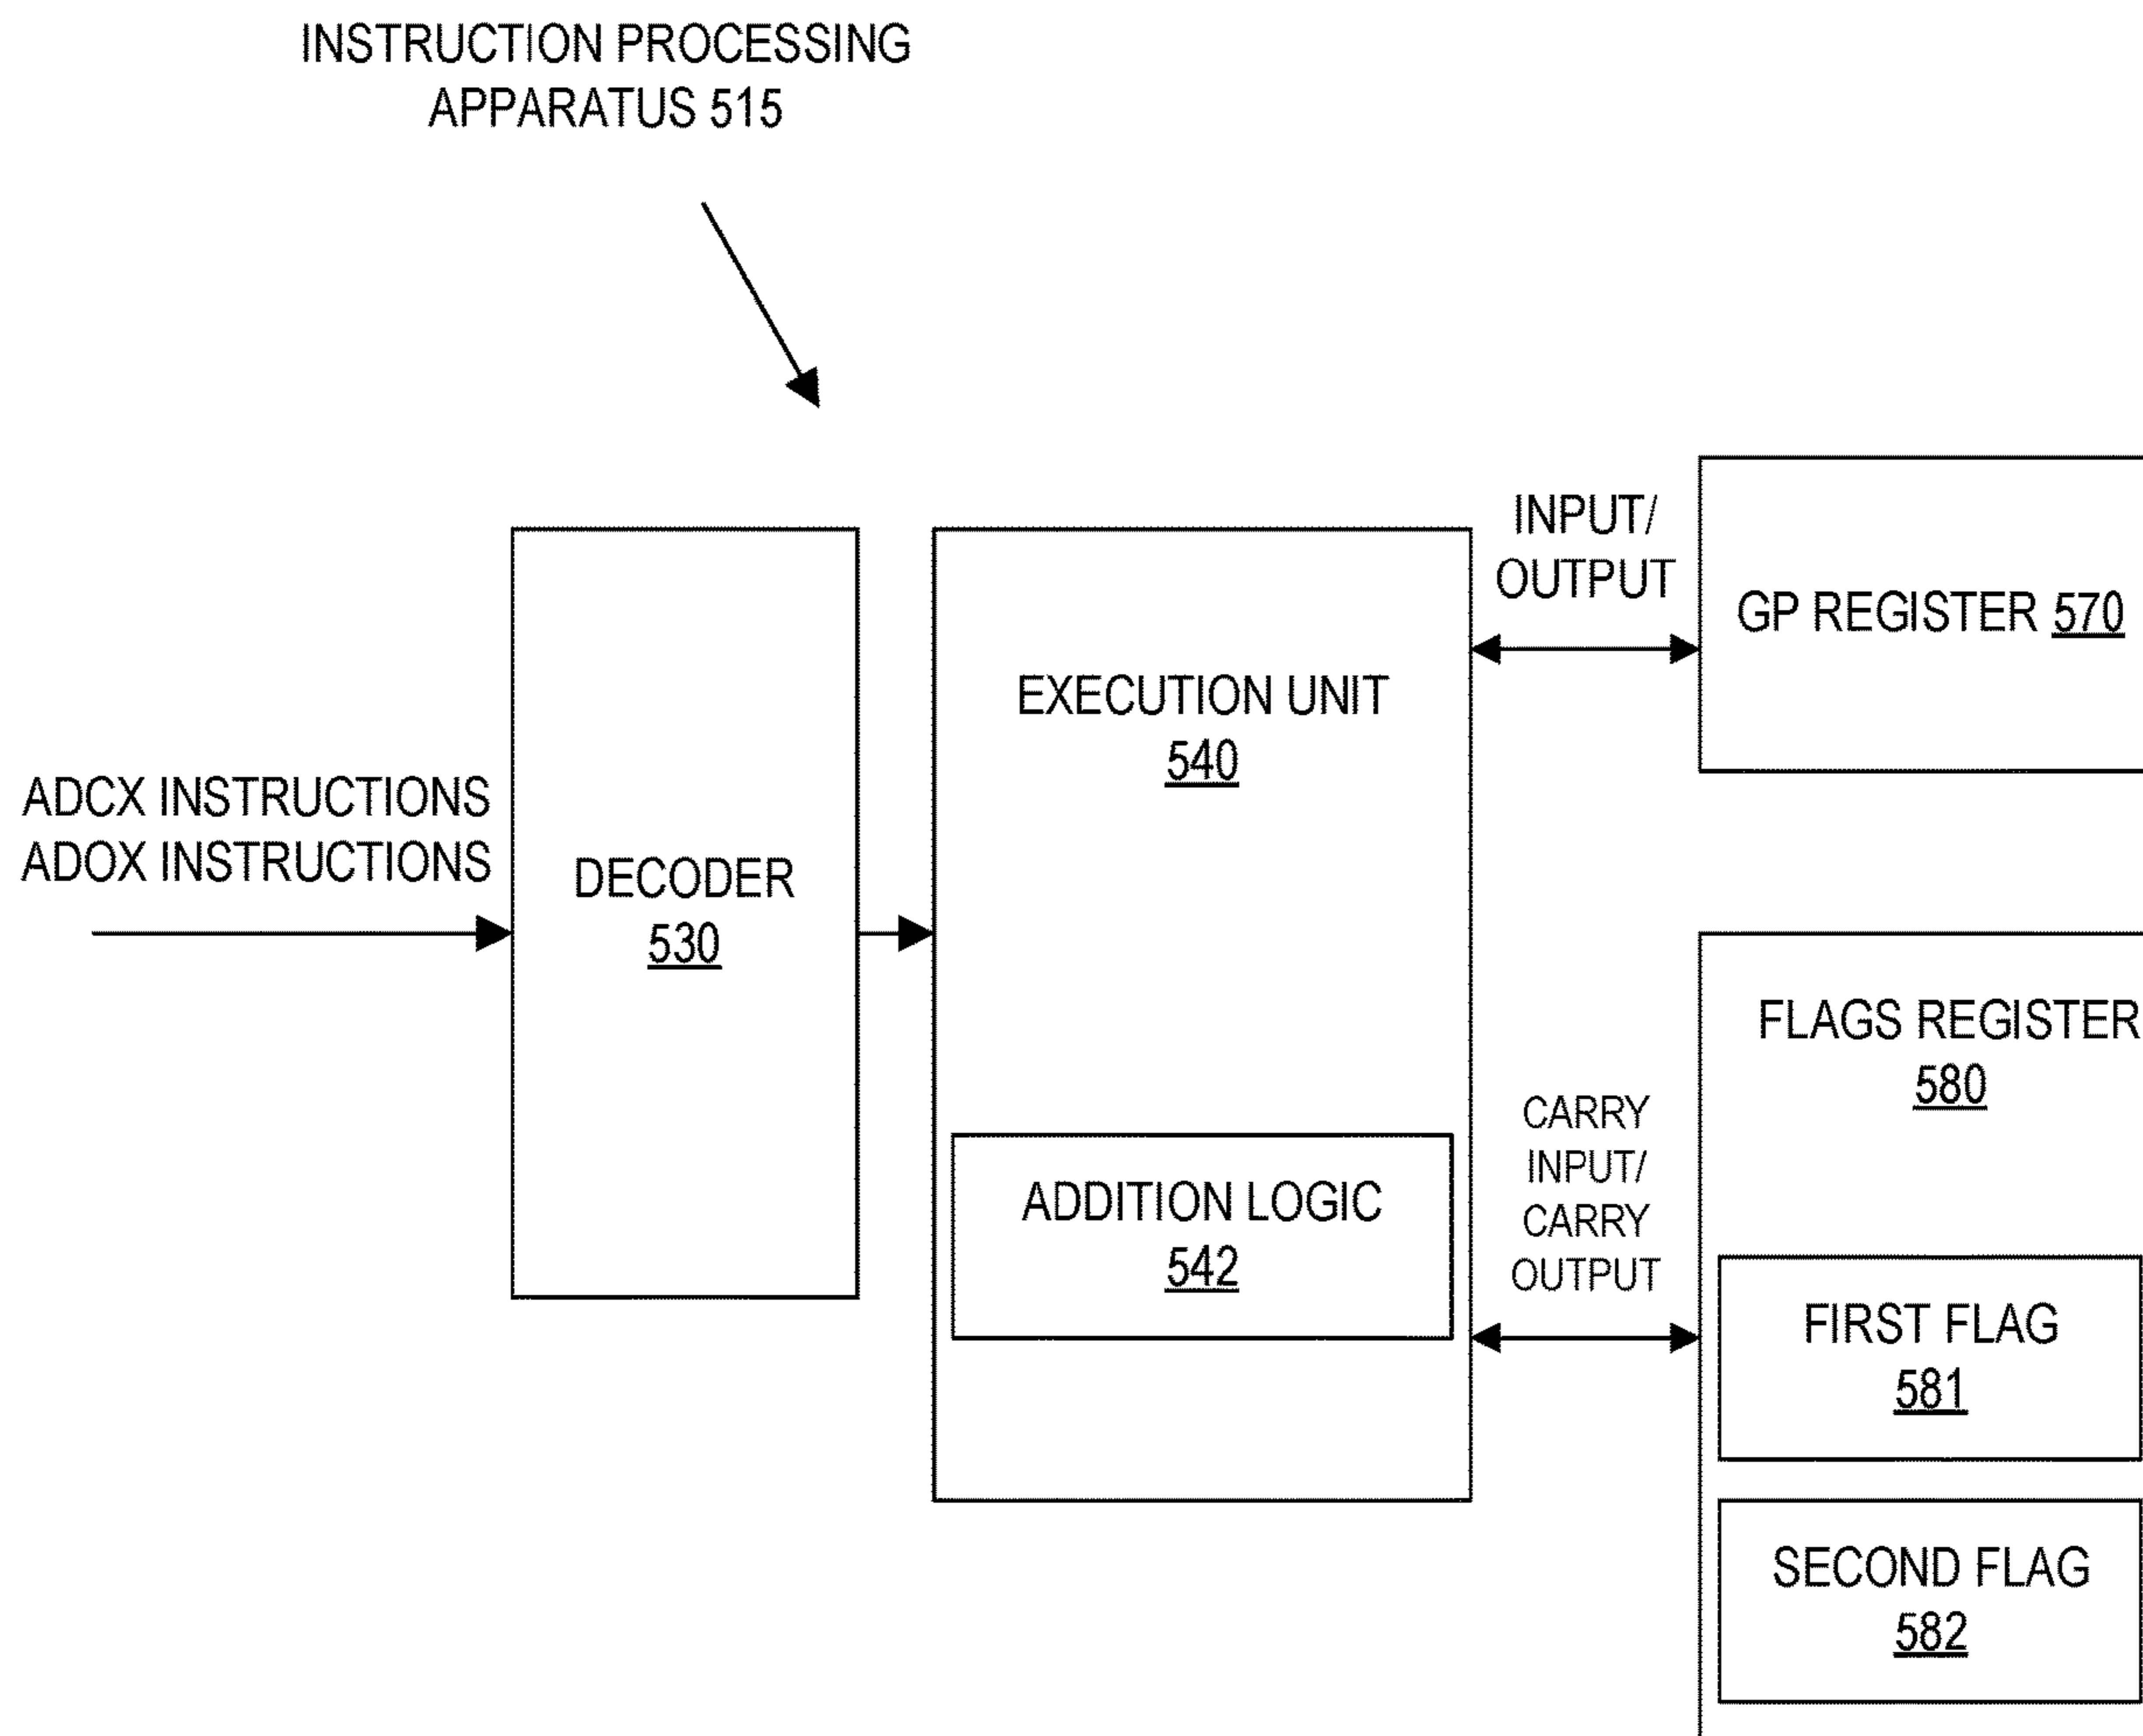 INSTRUCTION PROCESSING
APPARATUS 515
INPUT/
OUTPUT
GP REGISTER 570
EXECUTION UNIT
540
ADCX INSTRUCTIONS
ADOX INSTRUCTIONS
DECODER
530
FLAGS REGISTER
580
CARRY
INPUT/
CARRY
OUTPUT
ADDITION LOGIC
542
FIRST FLAG
581
SECOND FLAG
582